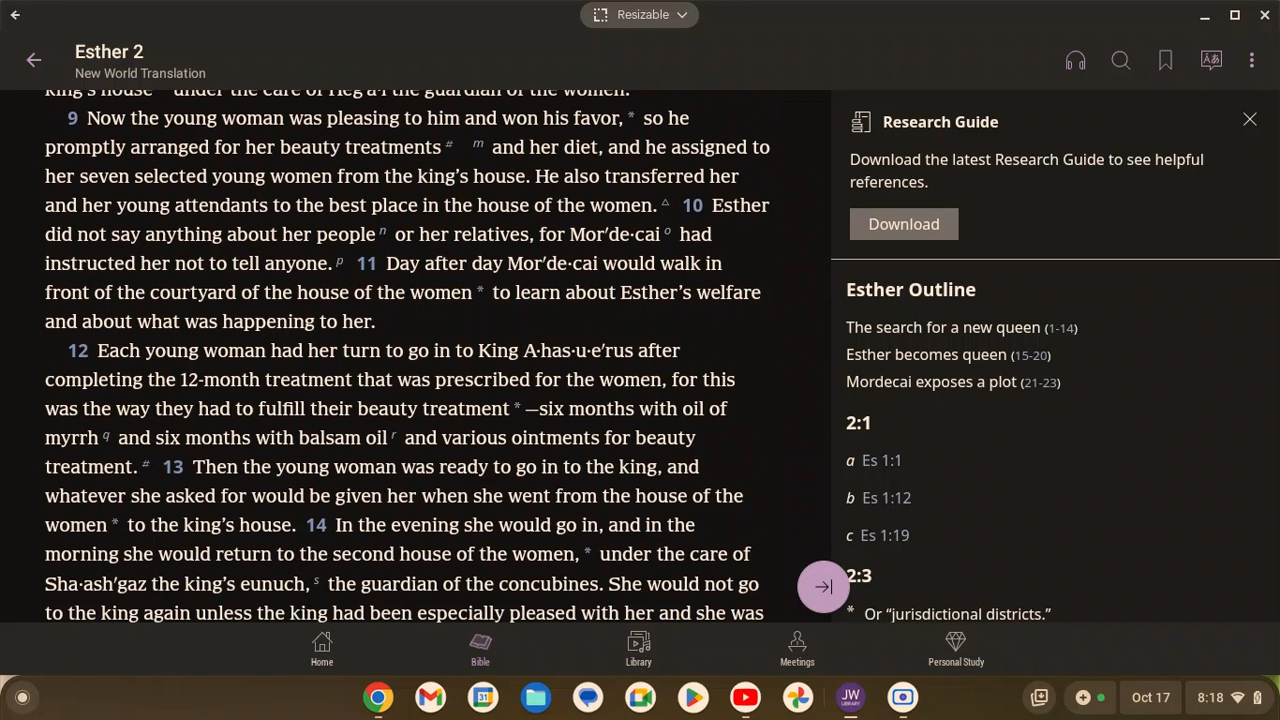 Resizable
Esther 2
New World Translation
king's house under the care of Heg′a·i the guardian of the women.
9 Now the young woman was pleasing to him and won his favor,* so he
promptly arranged for her beauty treatments# m and her diet, and he assigned to
her seven selected young women from the king's house. He also transferred her
and her young attendants to the best place in the house of the women.△ 10 Esther
did not say anything about her people n or her relatives, for Mor′de·cai o had
instructed her not to tell anyone. p 11 Day after day Mor′de·cai would walk in
front of the courtyard of the house of the women * to learn about Esther's welfare
and about what was happening to her.
12 Each young woman had her turn to go in to King A·has·u·e′rus after
completing the 12-month treatment that was prescribed for the women, for this
was the way they had to fulfill their beauty treatment *—six months with oil of
myrrh q and six months with balsam oil r and various ointments for beauty
treatment. # 13 Then the young woman was ready to go in to the king, and
whatever she asked for would be given her when she went from the house of the
women * to the king's house. 14 In the evening she would go in, and in the
morning she would return to the second house of the women, * under the care of
Sha·ash′gaz the king's eunuch, s the guardian of the concubines. She would not go
to the king again unless the king had been especially pleased with her and she was
Research Guide
Download the latest Research Guide to see helpful
references.
Download
Esther Outline
The search for a new queen (1-14)
Esther becomes queen (15-20)
Mordecai exposes a plot (21-23)
2:1
a Es 1:1
b Es 1:12
c Es 1:19
2:3
* Or “jurisdictional districts.”
Home
Bible
Library
Meetings
Personal Study
31
JW
LIBRARY
Oct 17
8:18